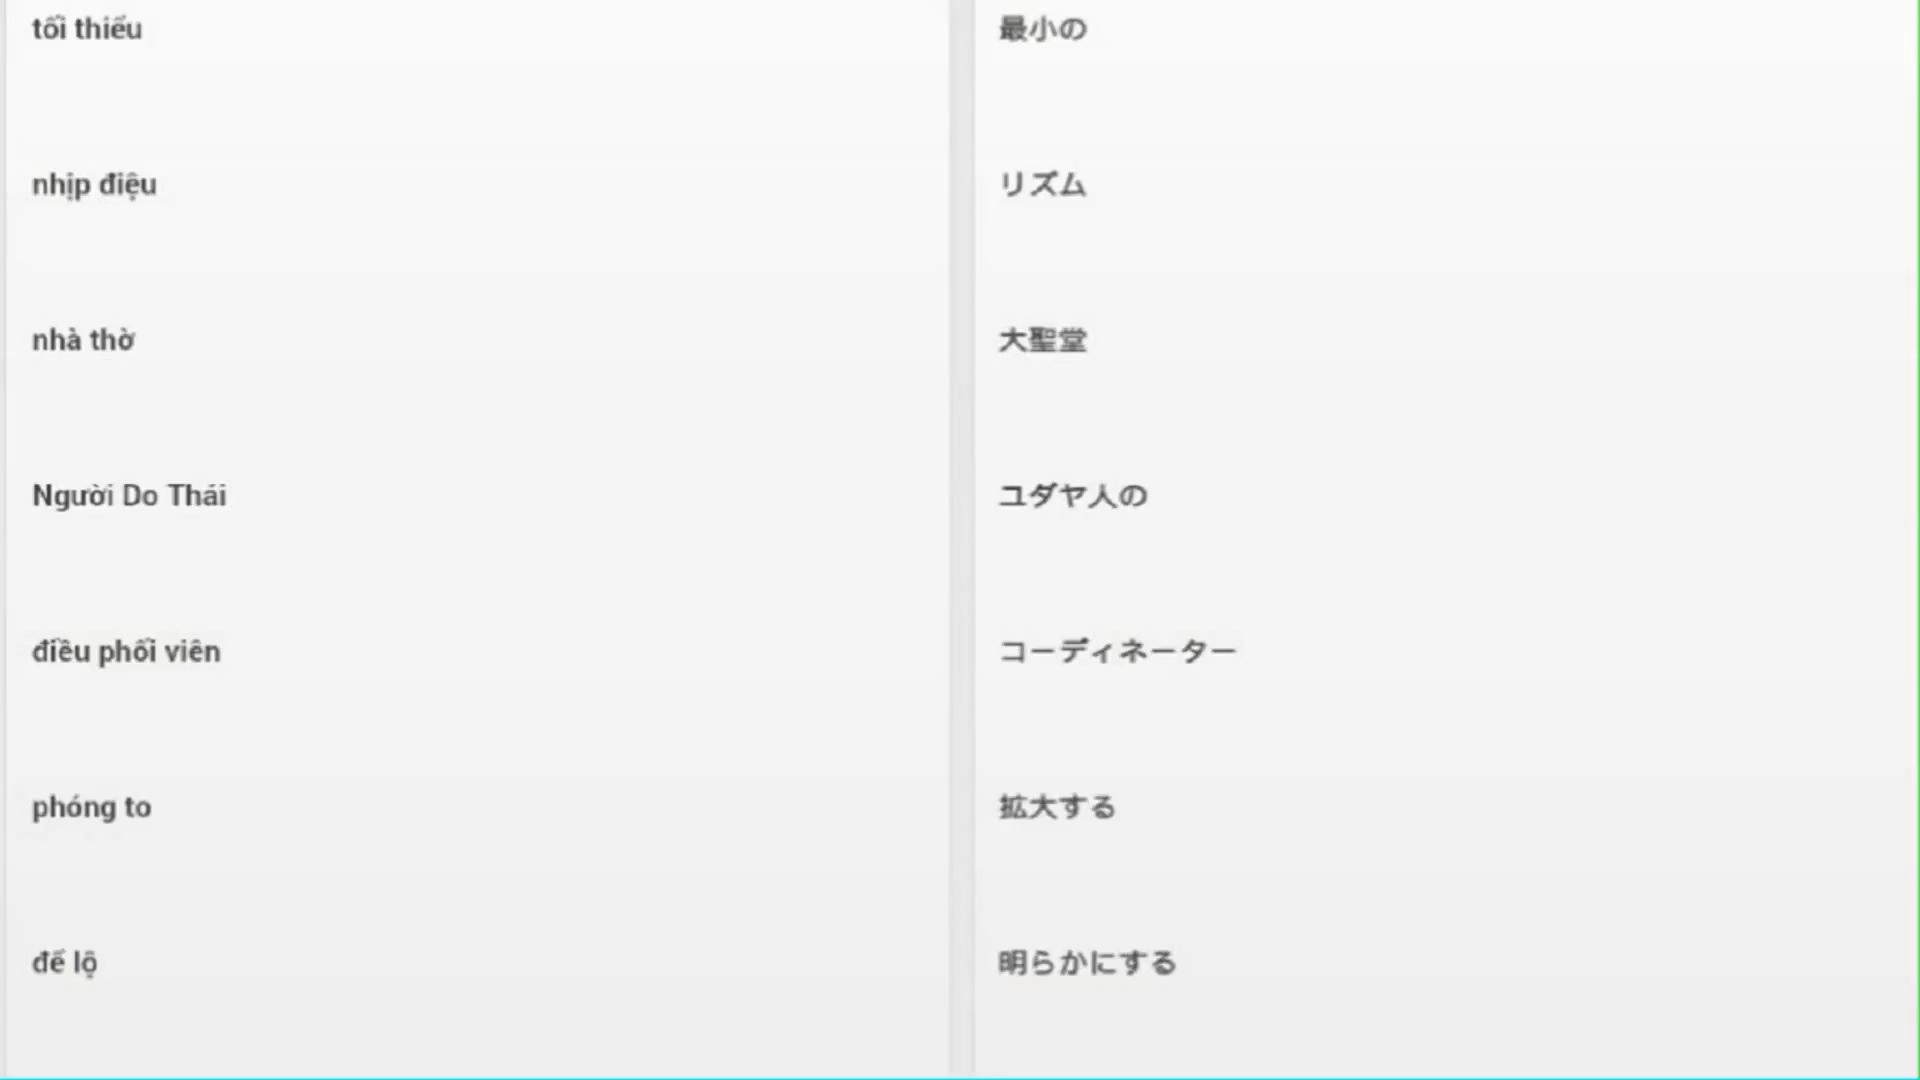 tối thiểu
最小の
nhịp điệu
リズム
nhà thờ
大聖堂
Người Do Thái
ユダヤ人の
điều phối viên
コーディネーター
phóng to
拡大する
để lộ
明らかにする